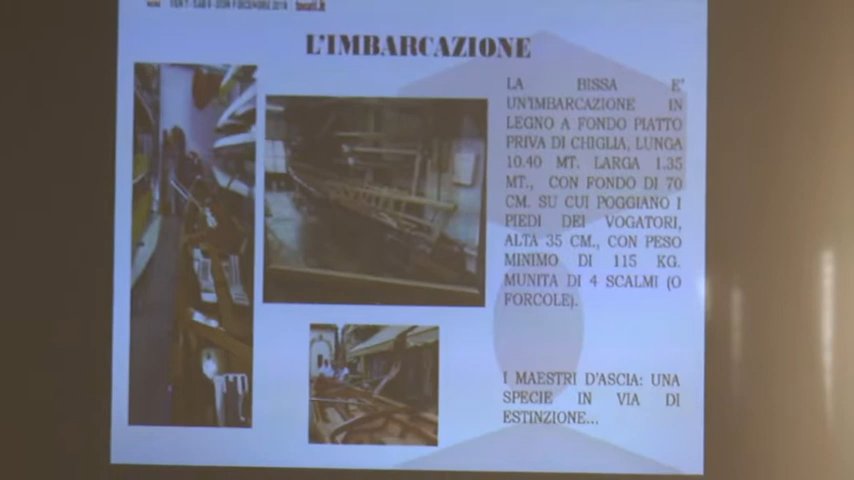 L'IMBARCAZIONE
LA BISSA E'
UN'IMBARCAZIONE IN
LEGNO A FONDO PIATTO
PRIVA DI CHIGLIA, LUNGA
10.40 MT. LARGA 1.35
MT., CON FONDO DI 70
CM. SU CUI POGGIANO I
PIEDI DEI VOGATORI,
ALTA 35 CM., CON PESO
MINIMO DI 115 KG.
MUNITA DI 4 SCALMI (O
FORCOLE).
I MAESTRI D'ASCIA: UNA
SPECIE IN VIA DI
ESTINZIONE...